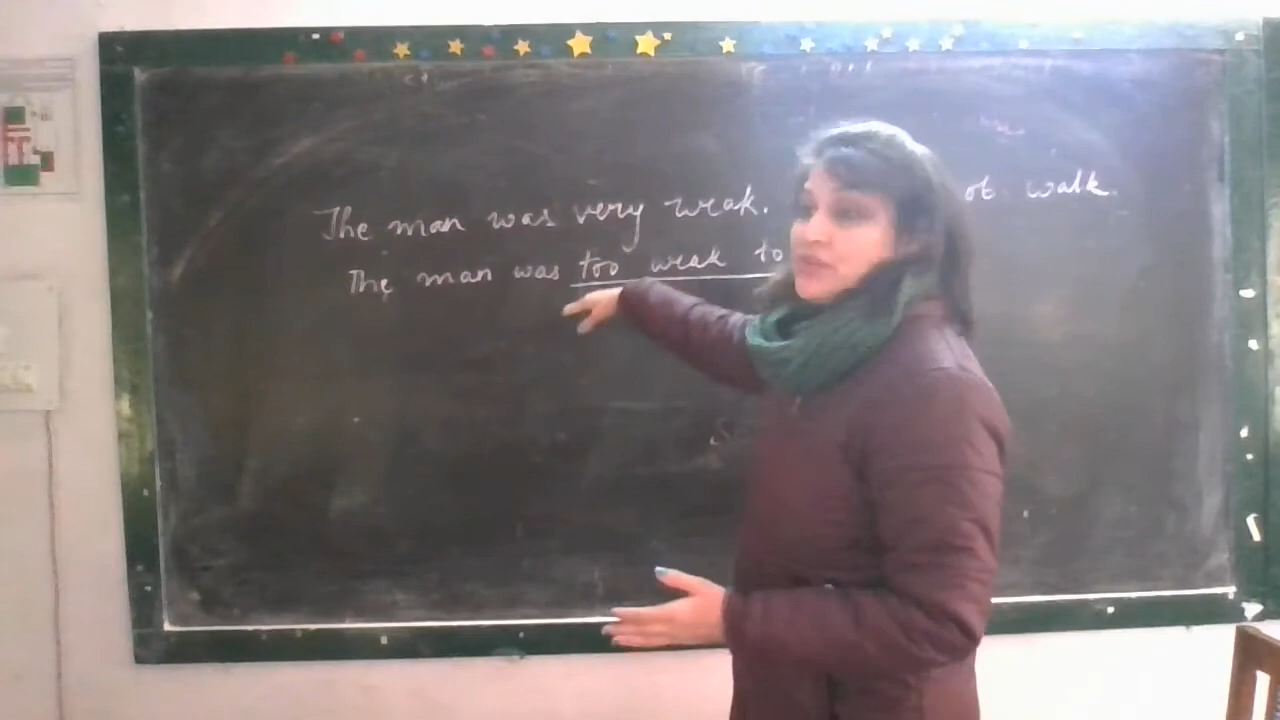 The man was very weak. ot walk.
The man was too weak to